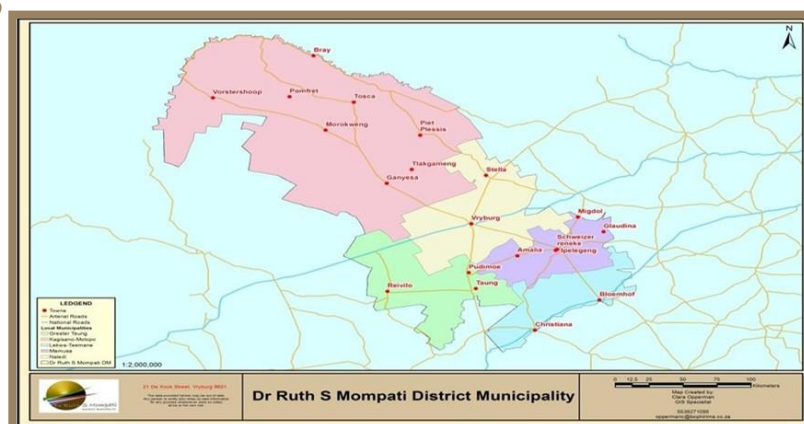 N
Bray
Vorstershoop
Pomfret
Tosca
Morokweng
Piet
Plessis
Tlakgameng
Ganyesa
Stella
Vryburg
Migdol
Glaudina
Schweizer
reneke
Ipelegeng
Amalia
Pudimoe
Reivilo
Taung
Bloemhof
Christiana
LEDGEND
Towns
Arterial Roads
National Roads
Local Municipalities
Greater Taung
Kagisano-Molopo
Lekwa-Teemane
Mamusa
Naledi
Dr Ruth S Mompati DM
1:2,000,000
21 De Kock Street, Vryburg 8601
Dr Ruth S Mompati District Municipality
0 12.5 25 50 75 100
Kilometers
Map Created by:
Clara Opperman
GIS Specialist